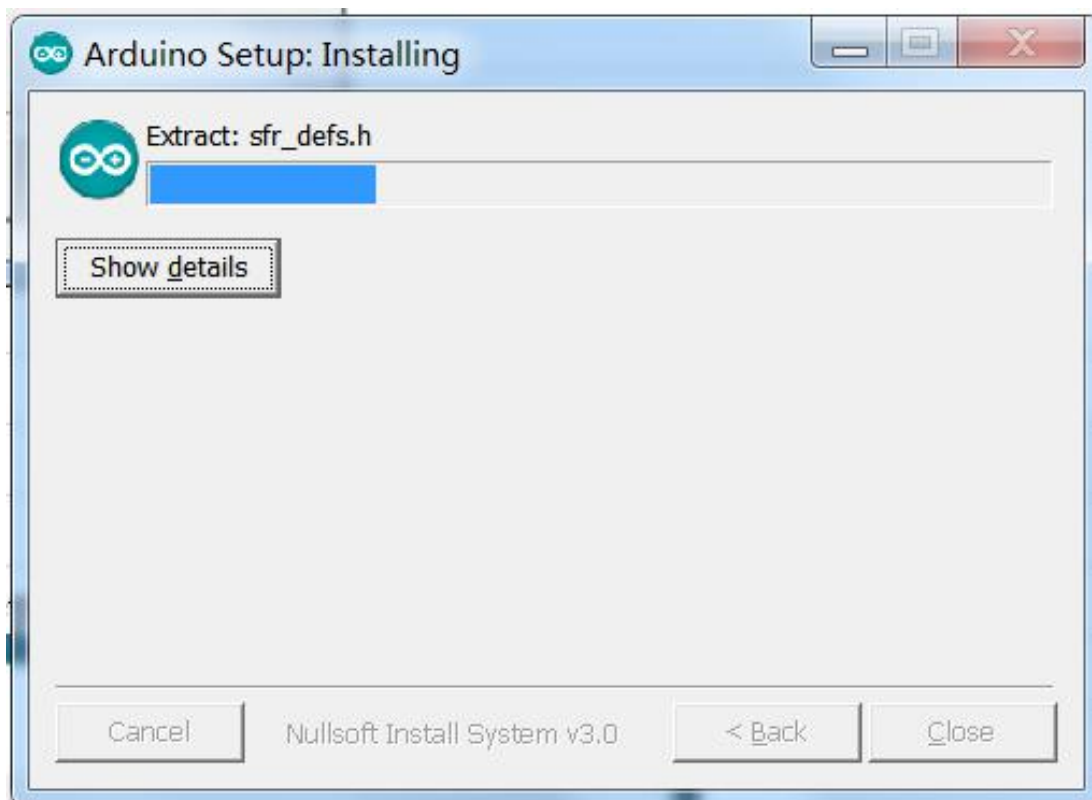 Arduino Setup: Installing
Extract: sfr_defs.h
Show details
Cancel
Nullsoft Install System v3.0
< Back
Close